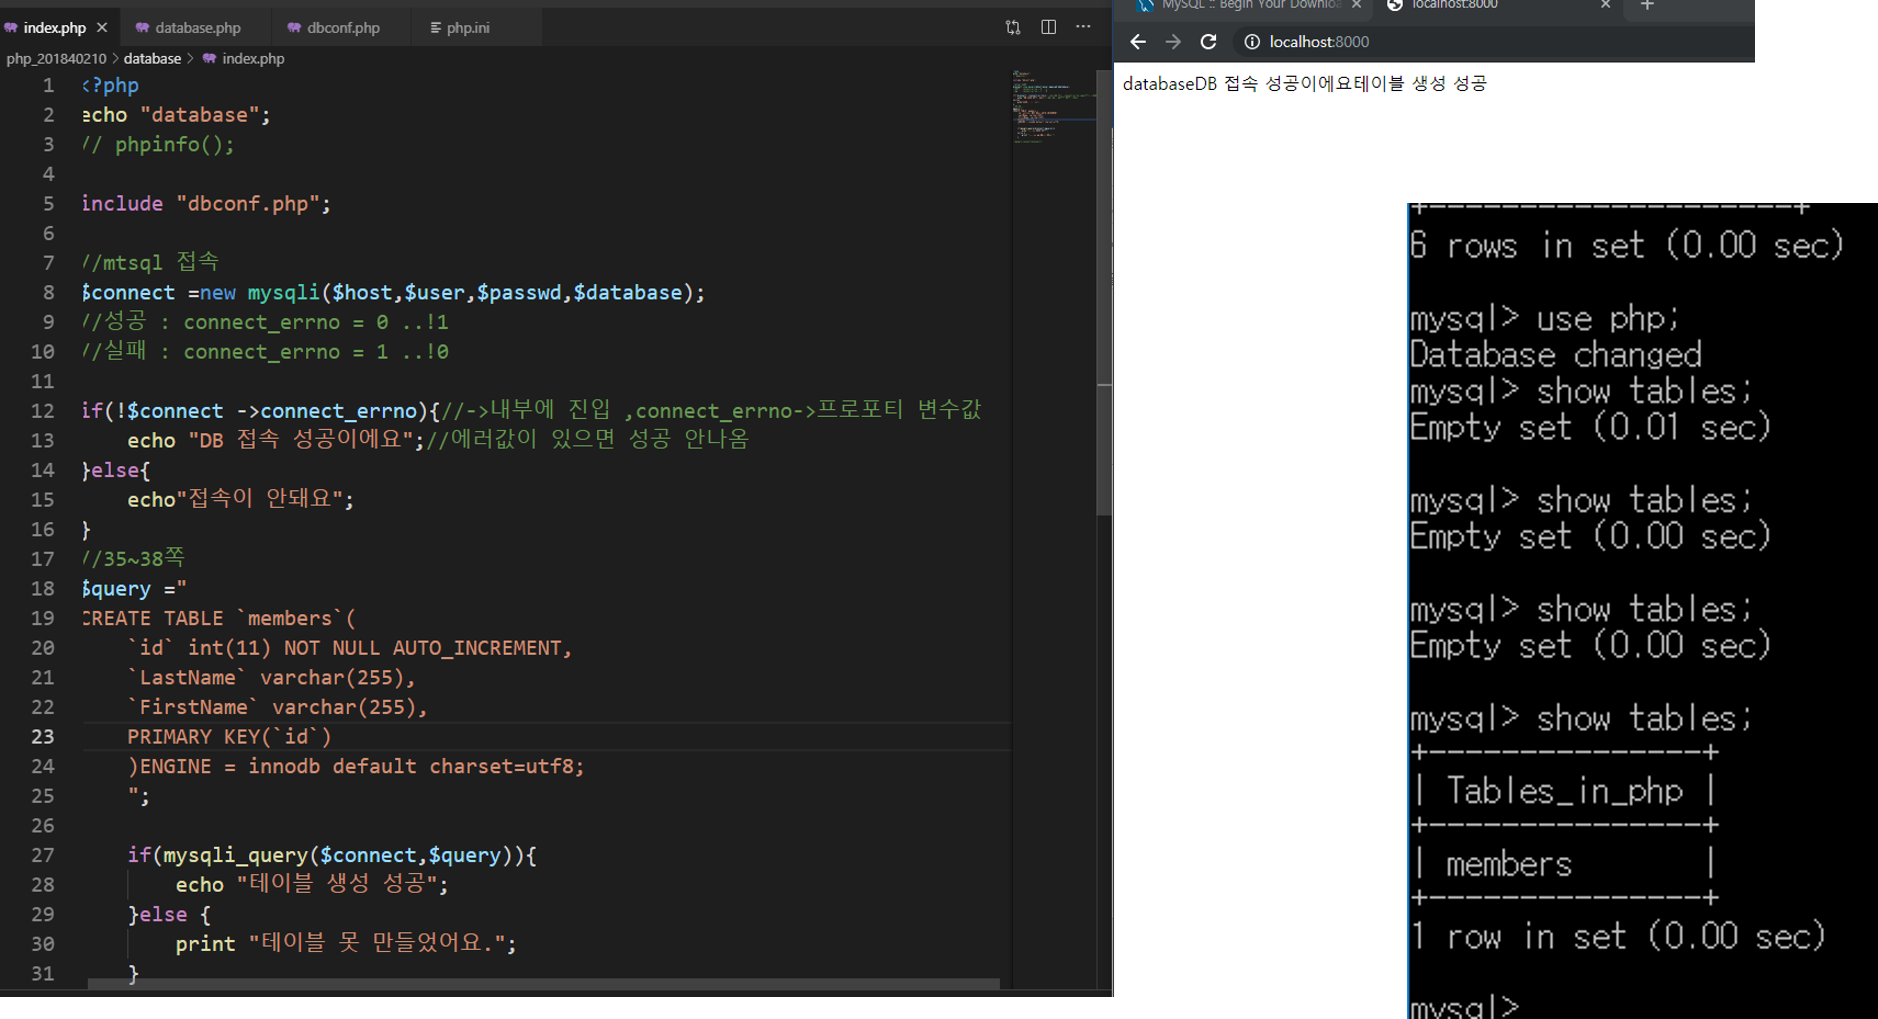 index.php
database.php
dbconf.php
php.ini
php_201840210 > database > index.php
1 <?php
2 echo "database";
3 // phpinfo();
4
5 include "dbconf.php";
6
7 //mtsql 접속
8 $connect =new mysqli($host,$user,$passwd,$database);
9 //성공 : connect_errno = 0 ..!1
10 //실패 : connect_errno = 1 ..!0
11
12 if(!$connect ->connect_errno){//->내부에 진입 ,connect_errno->프로포티 변수값
13 echo "DB 접속 성공이에요";//에러값이 있으면 성공 안나옴
14 }else{
15 echo"접속이 안돼요";
16 }
17 //35~38쪽
18 $query ="
19 CREATE TABLE `members`(
20 `id` int(11) NOT NULL AUTO_INCREMENT,
21 `LastName` varchar(255),
22 `FirstName` varchar(255),
23 PRIMARY KEY(`id`)
24 )ENGINE = innodb default charset=utf8;
25 ";
26
27 if(mysqli_query($connect,$query)){
28 echo "테이블 생성 성공";
29 }else {
30 print "테이블 못 만들었어요.";
31 }
MySQL :: Begin Your Downloa
localhost:8000
localhost:8000
databaseDB 접속 성공이에요테이블 생성 성공
+--------------------+
6 rows in set (0.00 sec)
mysql> use php;
Database changed
mysql> show tables;
Empty set (0.01 sec)
mysql> show tables;
Empty set (0.00 sec)
mysql> show tables;
Empty set (0.00 sec)
mysql> show tables;
+---------------+
| Tables_in_php |
+---------------+
| members |
+---------------+
1 row in set (0.00 sec)
mysql>